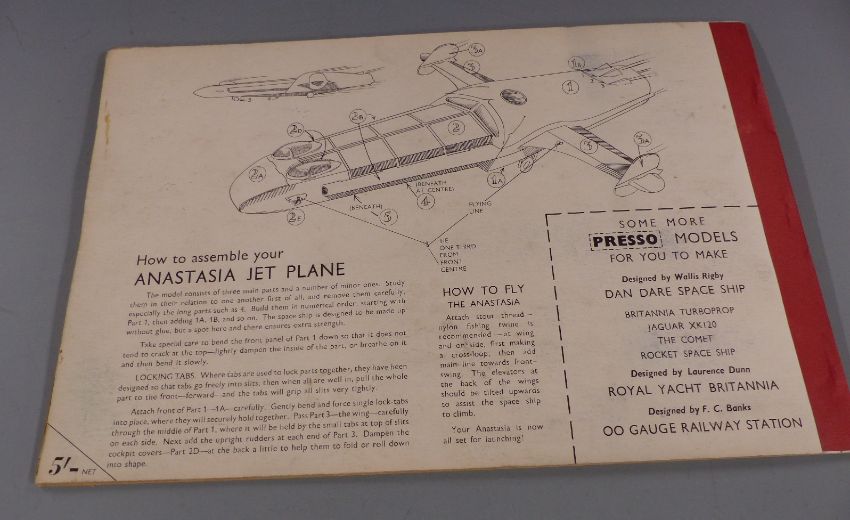 3A
3
1B
1
2B
2
2D
3
3A
2A
1A
(BENEATH
AT CENTRE)
4
(BENEATH)
5
2E
FLYING
LINE
TIE
ONE THIRD
FROM
FRONT
CENTRE
How to assemble your
ANASTASIA JET PLANE
The model consists of three main parts and a number of minor ones. Study
them in their relation to one another first of all, and remove them carefully,
especially the long parts such as 4. Build them in numerical order, starting with
Part 1, then adding 1A, 1B, and so on. The space ship is designed to be made up
without glue, but a spot here and there ensures extra strength.
Take special care to bend the front panel of Part 1 down so that it does not
tend to crack at the top—lightly dampen the inside of the part, or breathe on it
and then bend it slowly.
LOCKING TABS. Where tabs are used to lock parts together, they have been
designed so that tabs go freely into slits, then when all are well in, pull the whole
part to the front—forward—and the tabs will grip all slits very tightly.
Attach front of Part 1—1A—carefully. Gently bend and force single lock-tabs
into place, where they will securely hold together. Pass Part 3—the wing—carefully
through the middle of Part 1, where it will be held by the small tabs at top of slits
on each side. Next add the upright rudders at each end of Part 3. Dampen the
cockpit covers—Part 2D—at the back a little to help them to fold or roll down
into shape.
5/- NET
HOW TO FLY
THE ANASTASIA
Attach stout thread—
nylon fishing twine is
recommended—at wing
and on side, first making
a cross-loop, then add
main line towards front—
swing. The elevators at
the back of the wings
should be tilted upwards
to assist the space ship
to climb.
Your Anastasia is now
all set for launching!
SOME MORE
PRESSO MODELS
FOR YOU TO MAKE
Designed by Wallis Rigby
DAN DARE SPACE SHIP
BRITANNIA TURBOPROP
JAGUAR XK120
THE COMET
ROCKET SPACE SHIP
Designed by Laurence Dunn
ROYAL YACHT BRITANNIA
Designed by F. C. Banks
OO GAUGE RAILWAY STATION